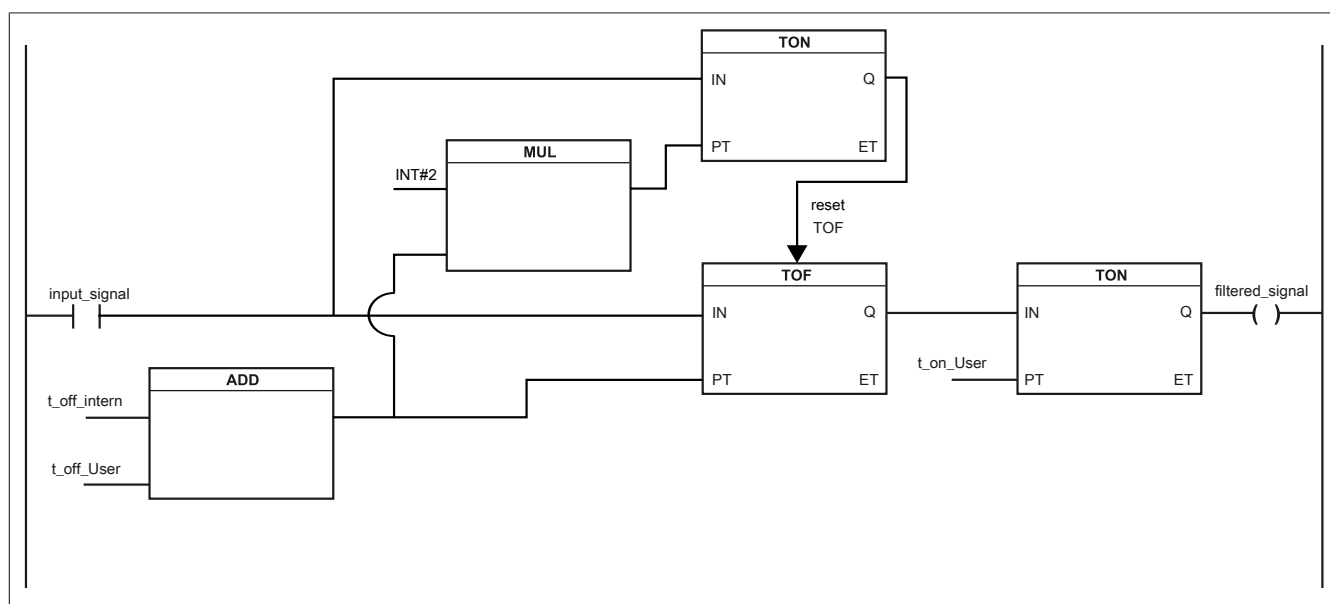 TON
IN Q
PT ET
MUL
INT#2
reset
TOF
TOF
IN Q
PT ET
TON
IN Q
PT ET
input_signal
filtered_signal
t_on_User
ADD
t_off_intern
t_off_User